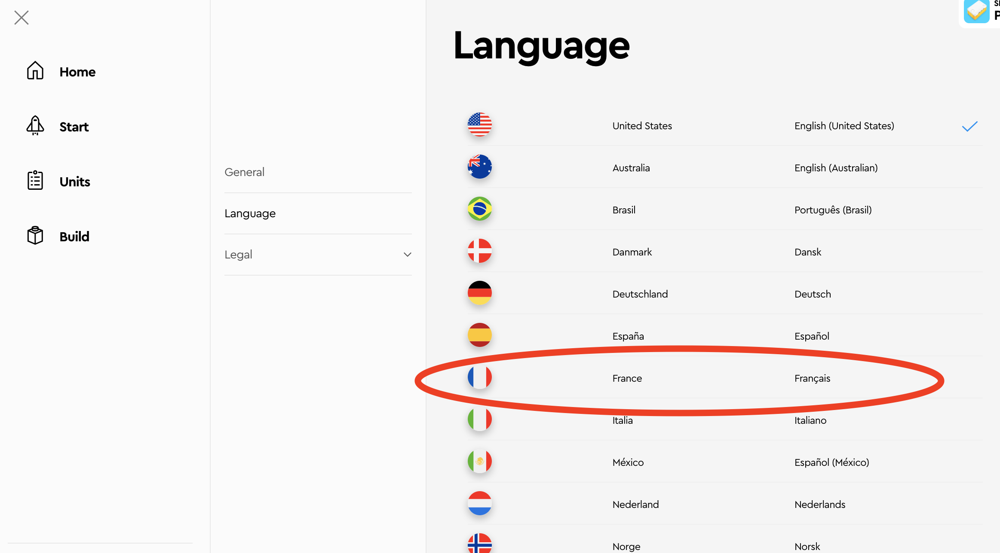 Home
Start
Units
Build
General
Language
Legal
Language
United States English (United States)
Australia English (Australian)
Brasil Português (Brasil)
Danmark Dansk
Deutschland Deutsch
España Español
France Français
Italia Italiano
México Español (México)
Nederland Nederlands
Norge Norsk